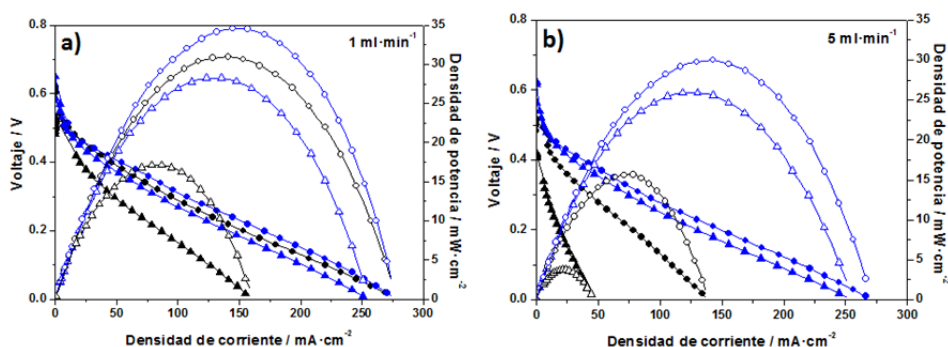 a)
1 ml·min⁻¹
Voltaje / V
0.8
0.6
0.4
0.2
0.0
0 50 100 150 200 250 300
Densidad de corriente / mA·cm⁻²
35
30
25
20
15
10
5
0
Densidad de potencia / mW·cm⁻²
b)
5 ml·min⁻¹
Voltaje / V
0.8
0.6
0.4
0.2
0.0
0 50 100 150 200 250 300
Densidad de corriente / mA·cm⁻²
35
30
25
20
15
10
5
0
Densidad de potencia / mW·cm⁻²